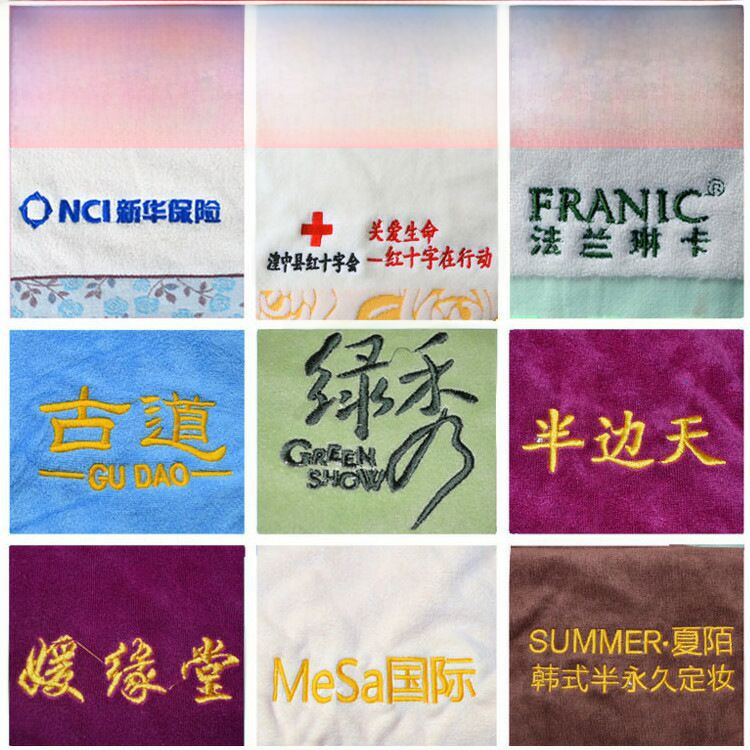 NCI 新华保险
关爱生命
湟中县红十字会
一红十字在行动
FRANIC®
法兰琳卡
古道
GU DAO
绿秀
GREEN
SHOW
半边天
媛缘堂
MeSa国际
SUMMER·夏陌
韩式半永久定妆